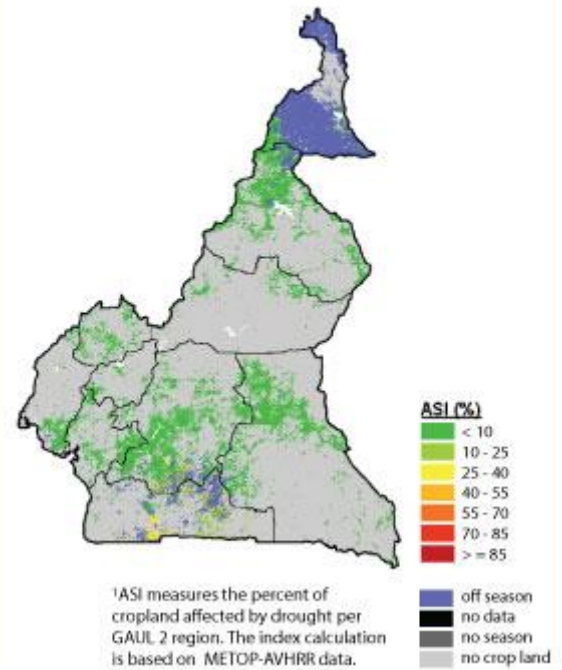 ASI (%)
< 10
10 - 25
25 - 40
40 - 55
55 - 70
70 - 85
> = 85
off season
no data
no season
no crop land
¹ASI measures the percent of
cropland affected by drought per
GAUL 2 region. The index calculation
is based on METOP-AVHRR data.